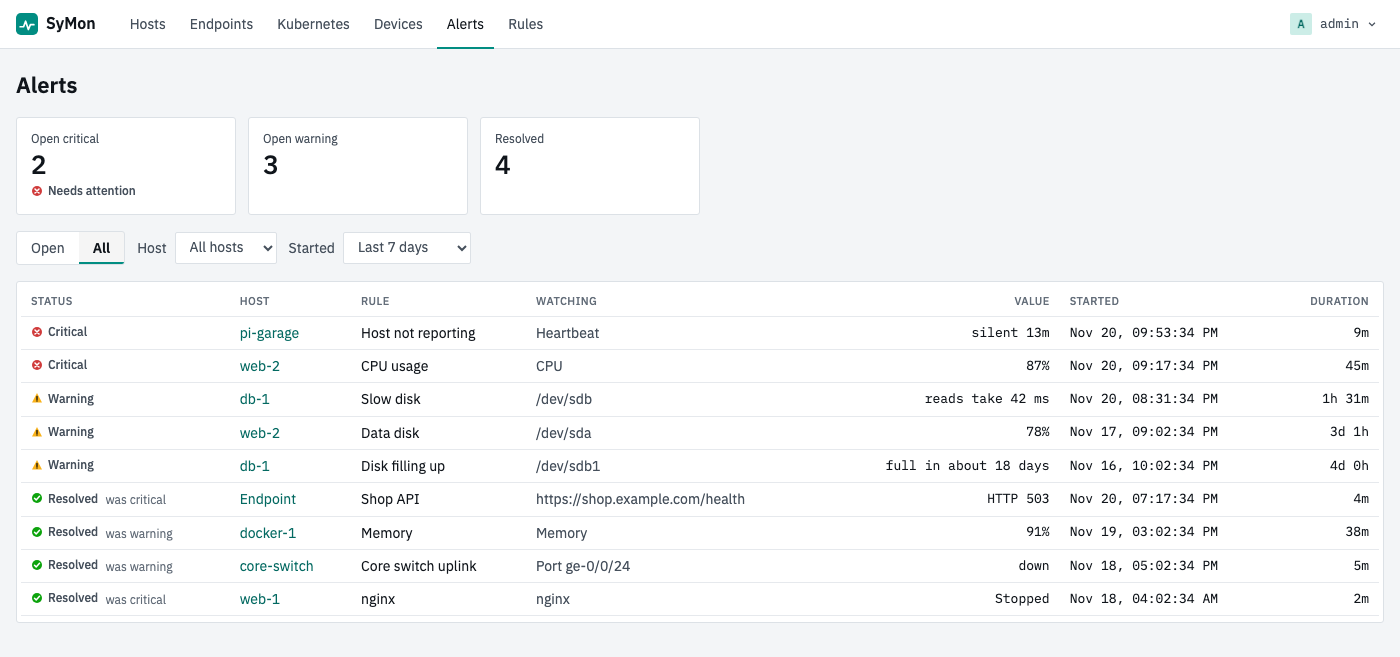 SyMon Hosts Endpoints Kubernetes Devices Alerts Rules A admin
Alerts
Open critical
2
Needs attention
Open warning
3
Resolved
4
Open All Host All hosts Started Last 7 days
STATUS HOST RULE WATCHING VALUE STARTED DURATION
Critical pi-garage Host not reporting Heartbeat silent 13m Nov 20, 09:53:34 PM 9m
Critical web-2 CPU usage CPU 87% Nov 20, 09:17:34 PM 45m
Warning db-1 Slow disk /dev/sdb reads take 42 ms Nov 20, 08:31:34 PM 1h 31m
Warning web-2 Data disk /dev/sda 78% Nov 17, 09:02:34 PM 3d 1h
Warning db-1 Disk filling up /dev/sdb1 full in about 18 days Nov 16, 10:02:34 PM 4d 0h
Resolved was critical Endpoint Shop API https://shop.example.com/health HTTP 503 Nov 20, 07:17:34 PM 4m
Resolved was warning docker-1 Memory Memory 91% Nov 19, 03:02:34 PM 38m
Resolved was warning core-switch Core switch uplink Port ge-0/0/24 down Nov 18, 05:02:34 PM 5m
Resolved was critical web-1 nginx nginx Stopped Nov 18, 04:02:34 AM 2m